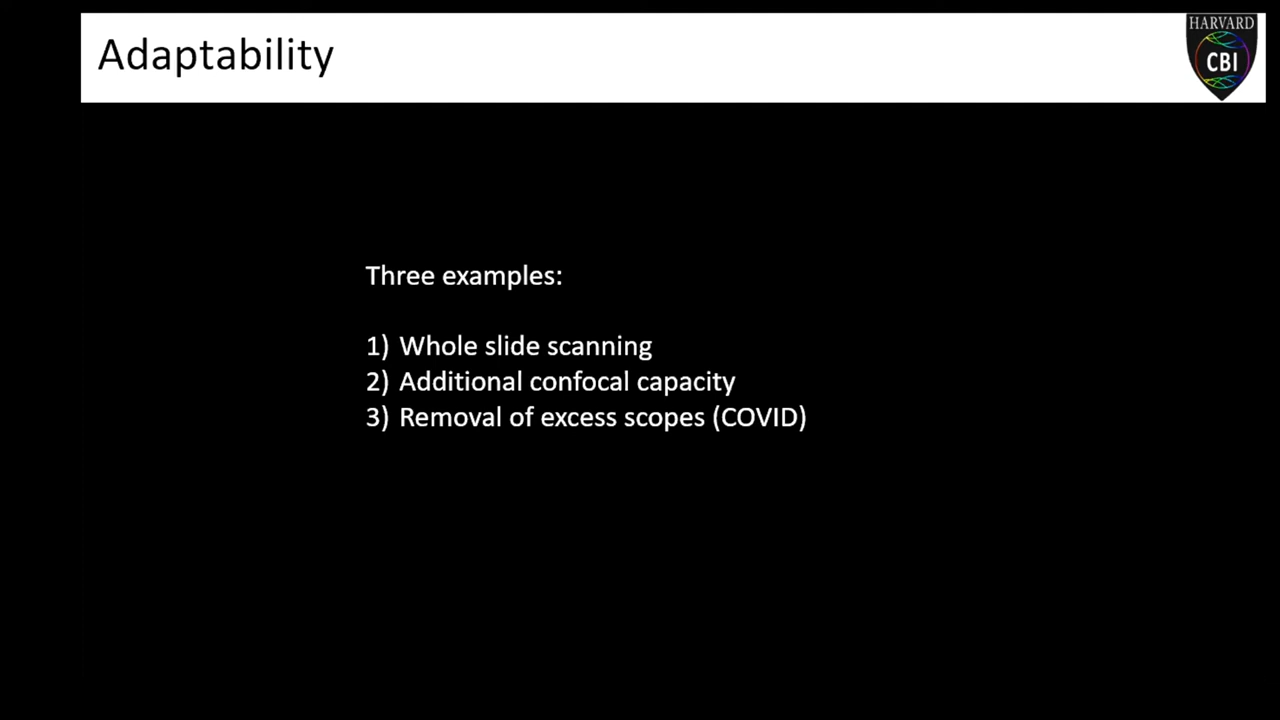 Adaptability
HARVARD
CBI
Three examples:
1) Whole slide scanning
2) Additional confocal capacity
3) Removal of excess scopes (COVID)